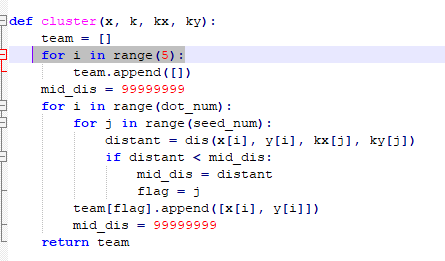 def cluster(x, k, kx, ky):
    team = []
    for i in range(5):
        team.append([])
    mid_dis = 99999999
    for i in range(dot_num):
        for j in range(seed_num):
            distant = dis(x[i], y[i], kx[j], ky[j])
            if distant < mid_dis:
                mid_dis = distant
                flag = j
        team[flag].append([x[i], y[i]])
        mid_dis = 99999999
    return team